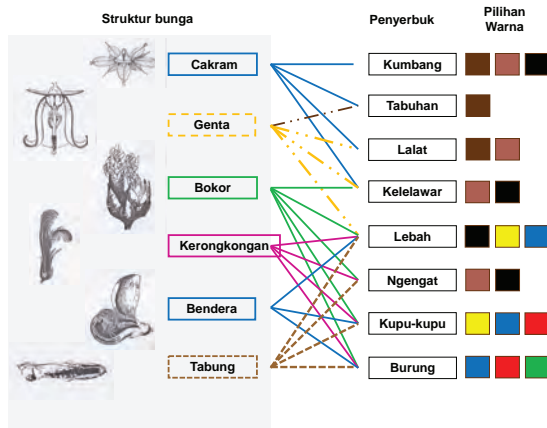 Struktur bunga
Penyerbuk
Pilihan
Warna
Cakram
Genta
Bokor
Kerongkongan
Bendera
Tabung
Kumbang
Tabuhan
Lalat
Kelelawar
Lebah
Ngengat
Kupu-kupu
Burung